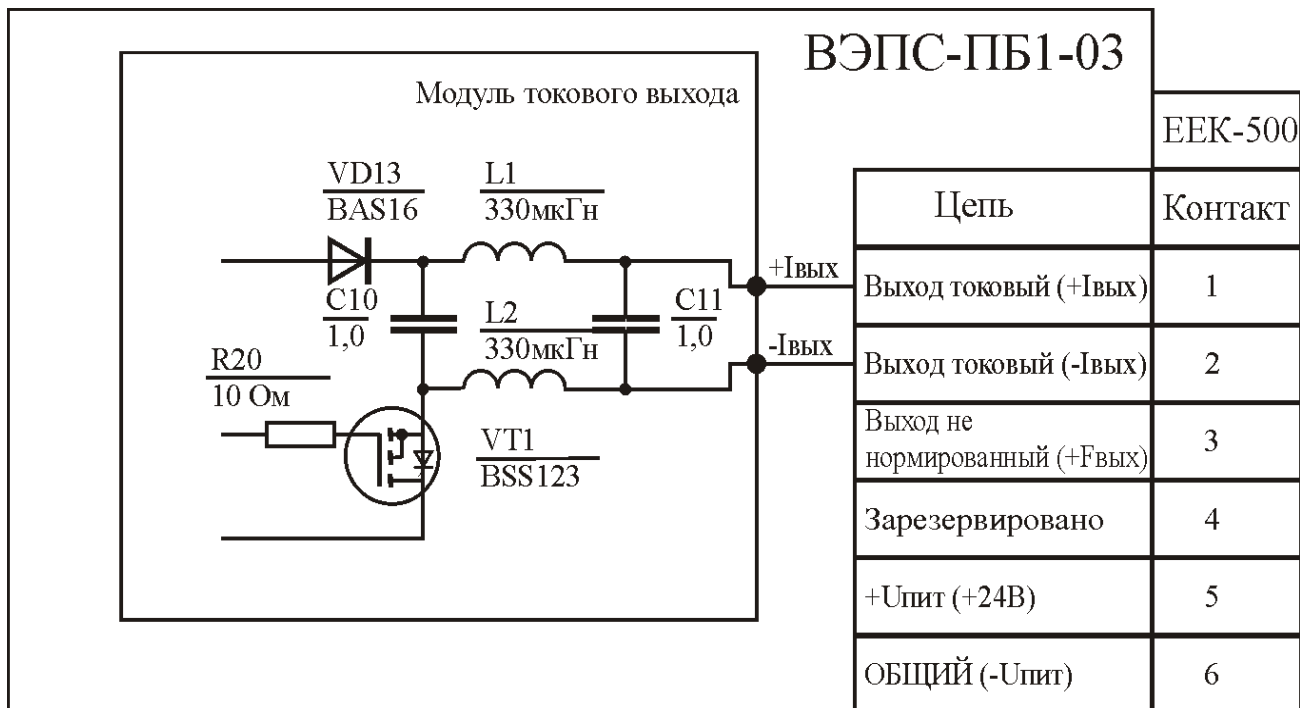 ВЭПС-ПБ1-03
Модуль токового выхода
ЕЕК-500
VD13
BAS16
L1
330мкГн
Цепь
Контакт
+Iвых
Выход токовый (+Iвых)
1
C10
1,0
L2
330мкГн
C11
1,0
-Iвых
Выход токовый (-Iвых)
2
R20
10 Ом
Выход не
нормированный (+Fвых)
3
VT1
BSS123
Зарезервировано
4
+Uпит (+24В)
5
ОБЩИЙ (-Uпит)
6